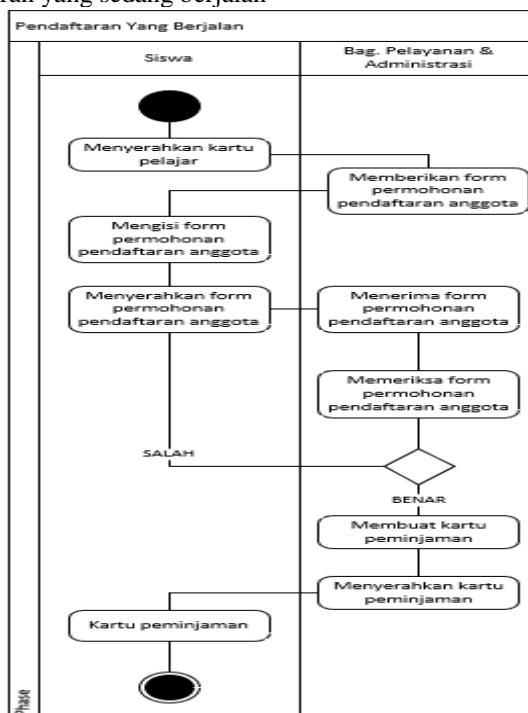 ran yang sedang berjalan
Pendaftaran Yang Berjalan
Siswa
Bag. Pelayanan &
Administrasi
Menyerahkan kartu
pelajar
Memberikan form
permohonan
pendaftaran anggota
Mengisi form
permohonan
pendaftaran anggota
Menyerahkan form
permohonan
pendaftaran anggota
Menerima form
permohonan
pendaftaran anggota
Memeriksa form
permohonan
pendaftaran anggota
SALAH
BENAR
Membuat kartu
peminjaman
Menyerahkan kartu
peminjaman
Kartu peminjaman
Phase